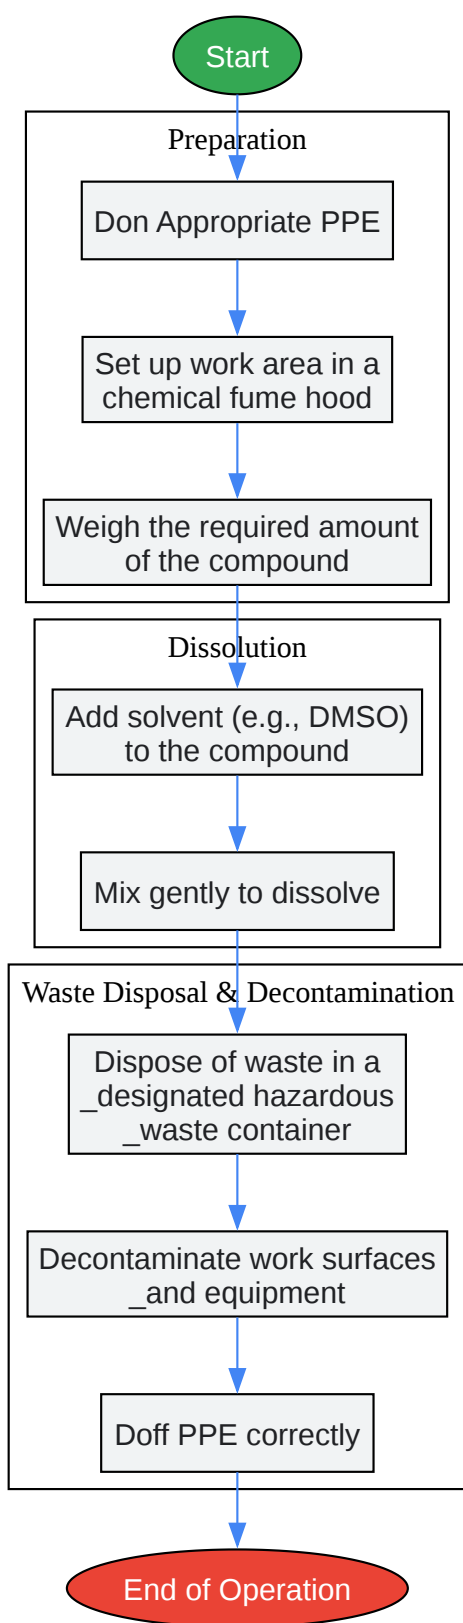 Start
Preparation
Don Appropriate PPE
Set up work area in a
chemical fume hood
Weigh the required amount
of the compound
Dissolution
Add solvent (e.g., DMSO)
to the compound
Mix gently to dissolve
Waste Disposal & Decontamination
Dispose of waste in a
_designated hazardous
_waste container
Decontaminate work surfaces
_and equipment
Doff PPE correctly
End of Operation